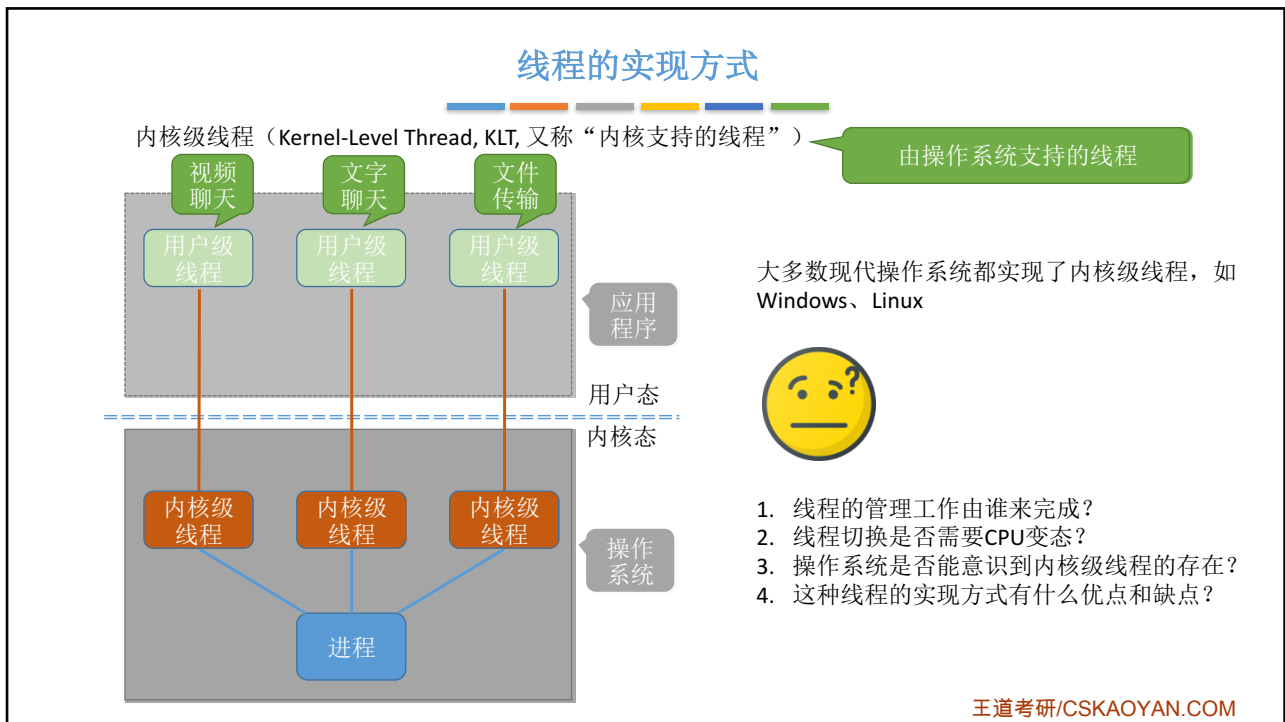 线程的实现方式
内核级线程（Kernel-Level Thread, KLT, 又称“内核支持的线程”）
由操作系统支持的线程
视频
聊天
文字
聊天
文件
传输
用户级
线程
用户级
线程
用户级
线程
应用
程序
大多数现代操作系统都实现了内核级线程，如
Windows、Linux
?
用户态
内核态
内核级
线程
内核级
线程
内核级
线程
操作
系统
进程
1. 线程的管理工作由谁来完成？
2. 线程切换是否需要CPU变态？
3. 操作系统是否能意识到内核级线程的存在？
4. 这种线程的实现方式有什么优点和缺点？
王道考研/CSKAOYAN.COM